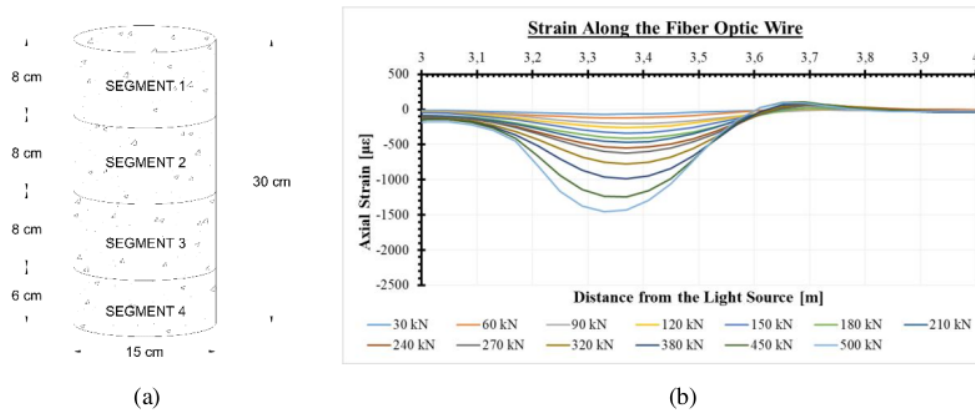 8 cm
8 cm
8 cm
6 cm
SEGMENT 1
SEGMENT 2
SEGMENT 3
SEGMENT 4
30 cm
15 cm
(a)
Strain Along the Fiber Optic Wire
3 3,1 3,2 3,3 3,4 3,5 3,6 3,7 3,8 3,9
500
0
-500
-1000
-1500
-2000
-2500
Axial Strain [µε]
Distance from the Light Source [m]
30 kN 60 kN 90 kN 120 kN 150 kN 180 kN 210 kN
240 kN 270 kN 320 kN 380 kN 450 kN 500 kN
(b)